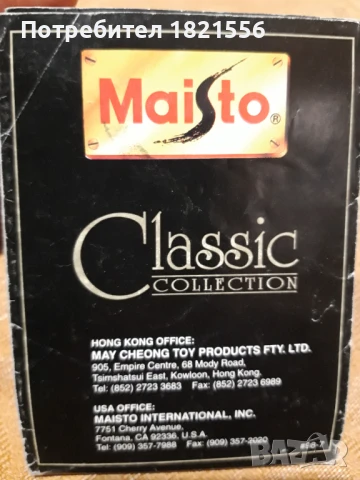 Потребител 1821556
Maisto®
Classic
COLLECTION
HONG KONG OFFICE:
MAY CHEONG TOY PRODUCTS FTY. LTD.
905, Empire Centre, 68 Mody Road,
Tsimshatsui East, Kowloon, Hong Kong.
Tel: (852) 2723 3683 Fax: (852) 2723 6989
USA OFFICE:
MAISTO INTERNATIONAL, INC.
7751 Cherry Avenue,
Fontana, CA 92336, U.S.A.
Tel: (909) 357-7988 Fax: (909) 357-2020
BAZAR